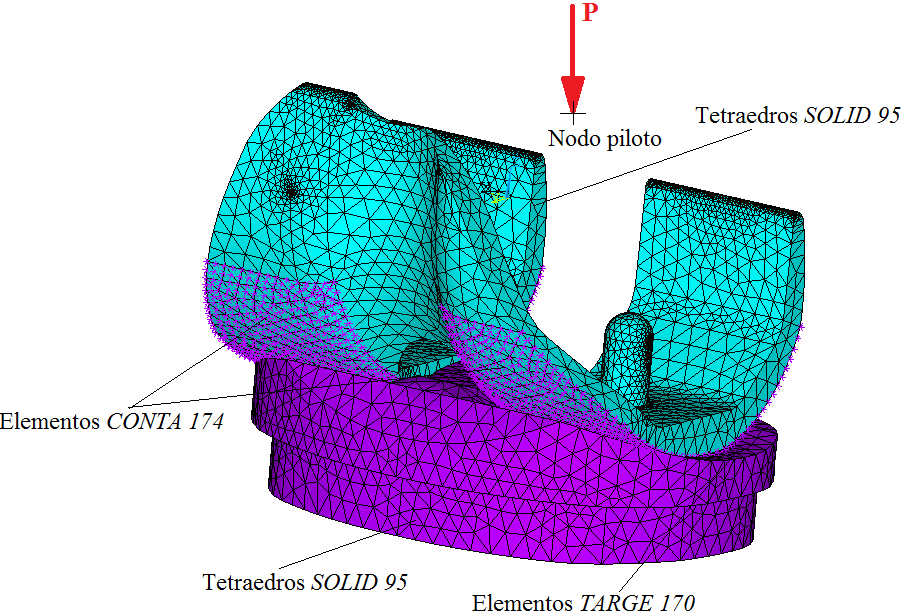 P
Tetraedros SOLID 95
Nodo piloto
Elementos CONTA 174
Tetraedros SOLID 95
Elementos TARGE 170